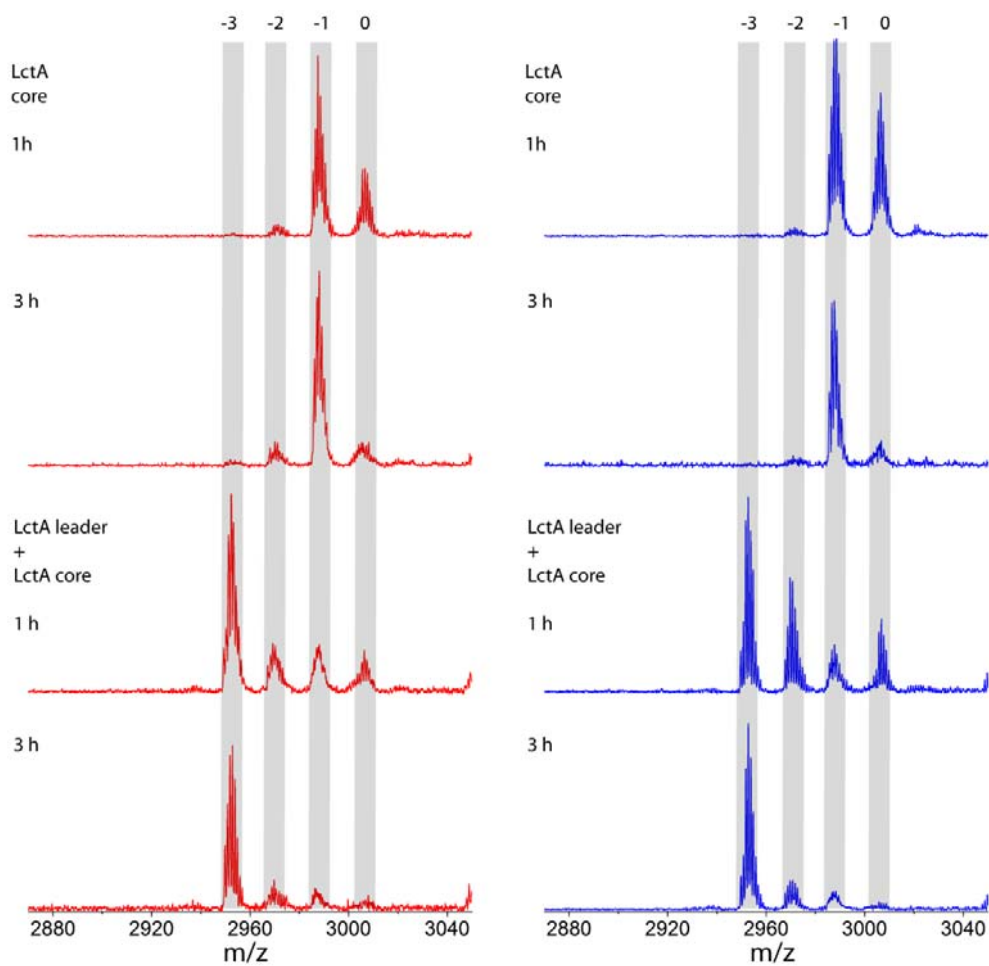 -3 -2 -1 0
LctA
core
1h
3 h
LctA leader
+
LctA core
1 h
3 h
2880 2920 2960 3000 3040
m/z
-3 -2 -1 0
LctA
core
1h
3 h
LctA leader
+
LctA core
1 h
3 h
2880 2920 2960 3000 3040
m/z